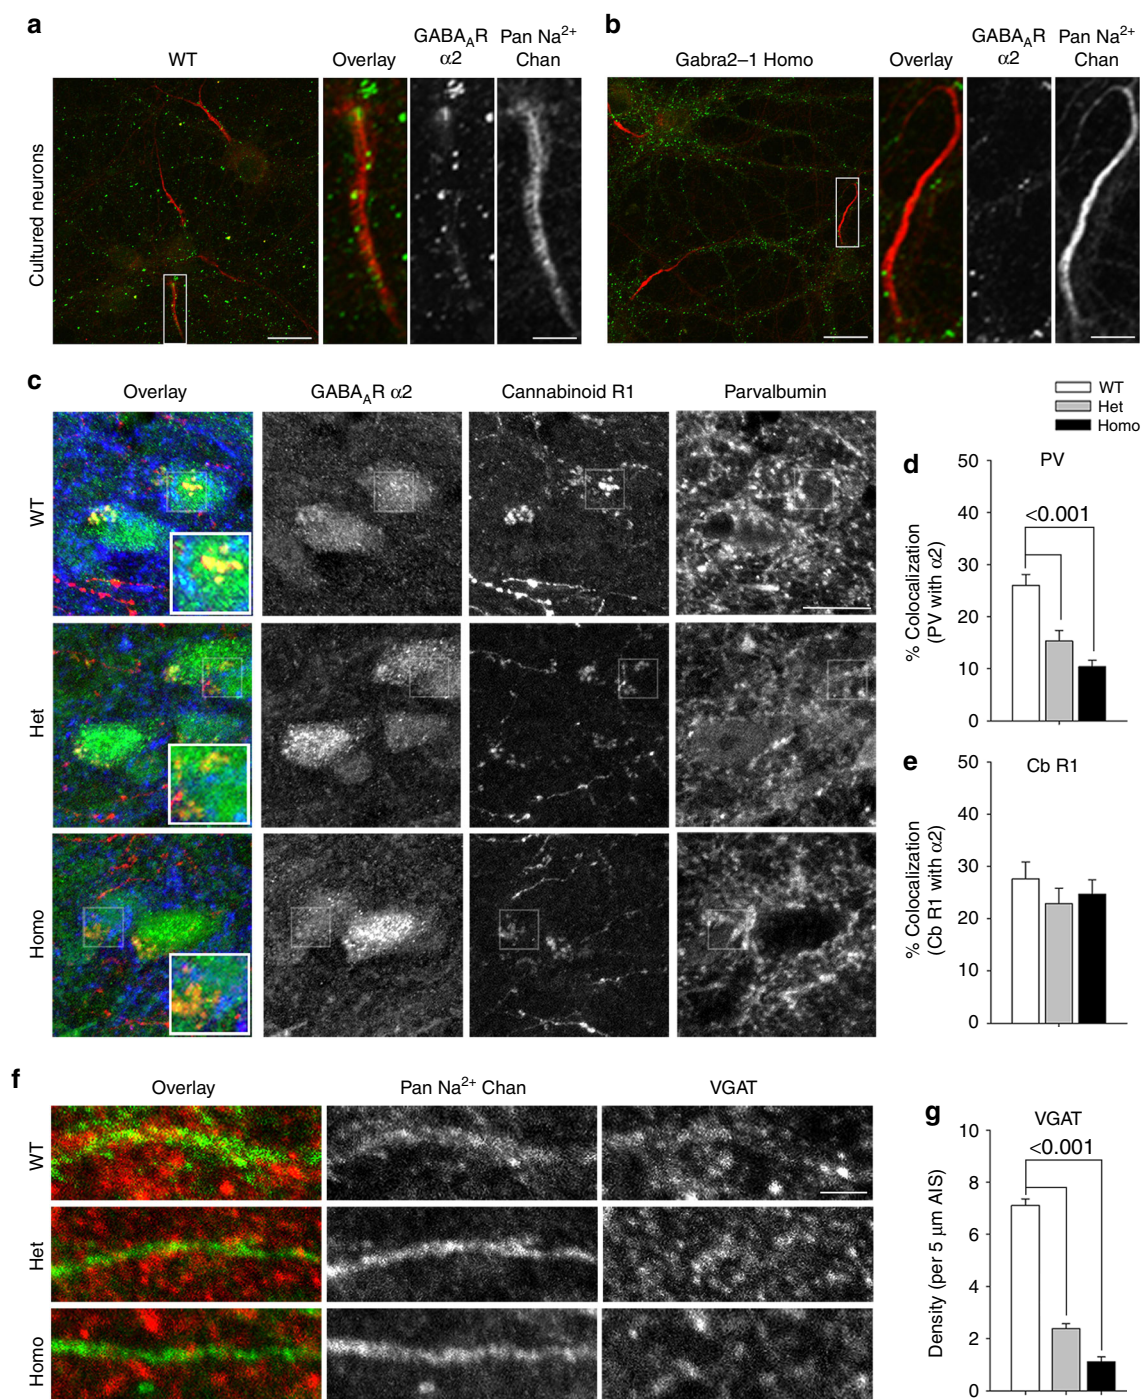 a
WT
Overlay
GABA_AR α2
Pan Na²⁺ Chan
Cultured neurons
b
Gabra2–1 Homo
Overlay
GABA_AR α2
Pan Na²⁺ Chan
c
Overlay
GABA_AR α2
Cannabinoid R1
Parvalbumin
WT
Het
Homo
WT
Het
Homo
d
PV
50
40
30
20
10
0
<0.001
% Colocalization
(PV with α2)
e
Cb R1
50
40
30
20
10
0
% Colocalization
(Cb R1 with α2)
f
Overlay
Pan Na²⁺ Chan
VGAT
WT
Het
Homo
g
VGAT
10
8
6
4
2
0
<0.001
Density (per 5 μm AIS)